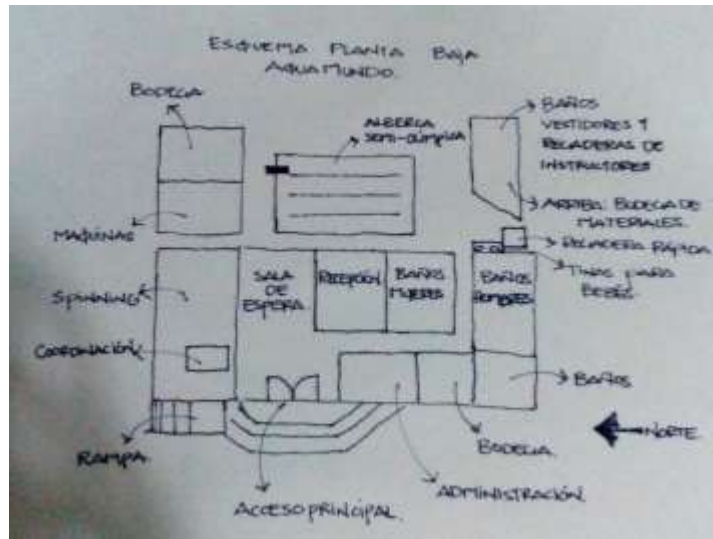 ESQUEMA PLANTA BAJA
AQUAMUNDO.
BODEGA
ALBERCA
SEMI-OLÍMPICA
BAÑOS
VESTIDORES Y
REGADERAS DE
INSTRUCTORES
ARRIBA: BODEGA DE
MATERIALES.
MAQUINAS
REGADERA RÁPIDA
TINAS PARA
BEBÉS.
SPINNING
SALA
DE
ESPERA.
RECEPCIÓN
BAÑOS
MUJERES
BAÑOS
HOMBRES
COORDINACIÓN
BAÑOS
NORTE.
RAMPA.
BODEGA.
ADMINISTRACIÓN.
ACCESO PRINCIPAL.